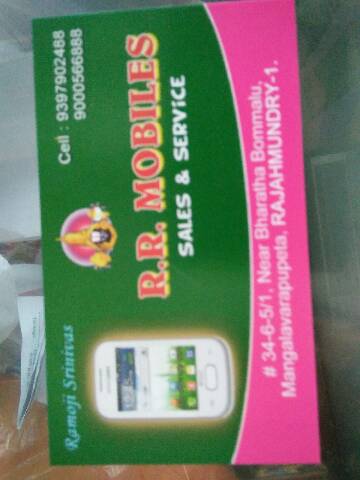 Cell : 9397902488
9000566888
Ramoji Srinivas
R.R. MOBILES
SALES & SERViCE
# 34-6-5/1, Near Bharatha Bommalu,
Mangalavarapupeta, RAJAHMUNDRY-1.